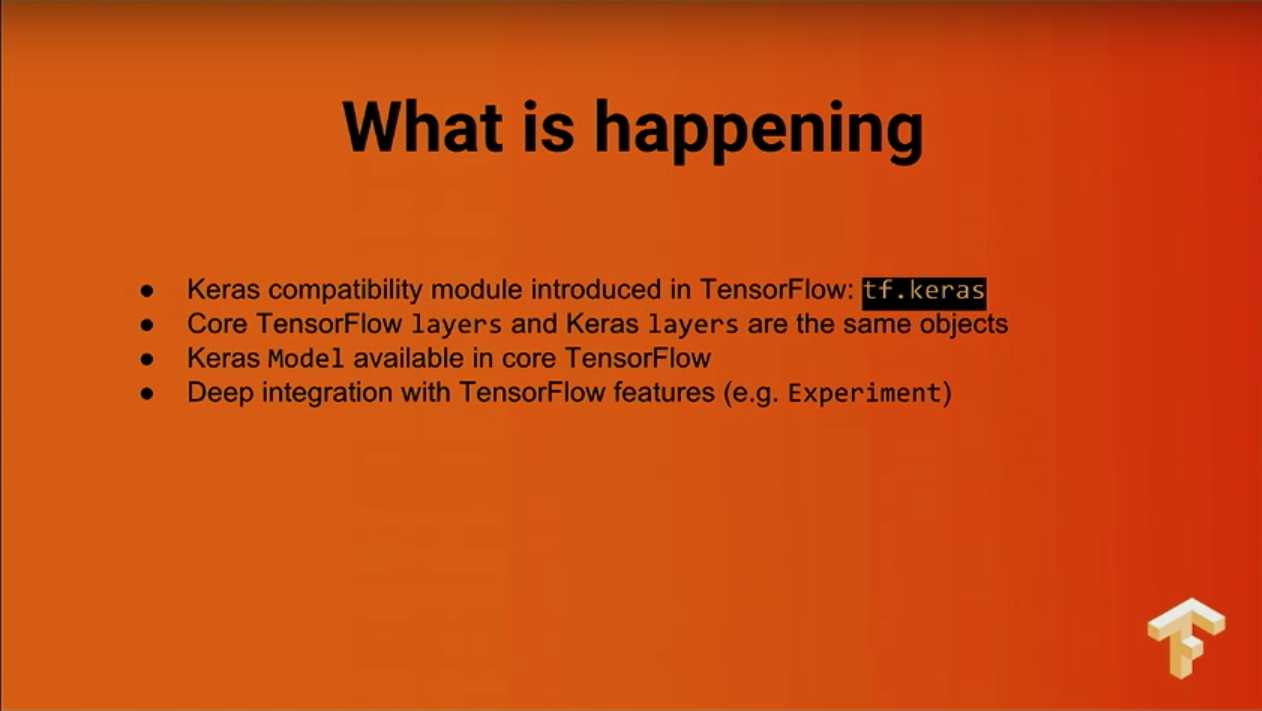 What is happening
● Keras compatibility module introduced in TensorFlow: tf.keras
● Core TensorFlow layers and Keras layers are the same objects
● Keras Model available in core TensorFlow
● Deep integration with TensorFlow features (e.g. Experiment)